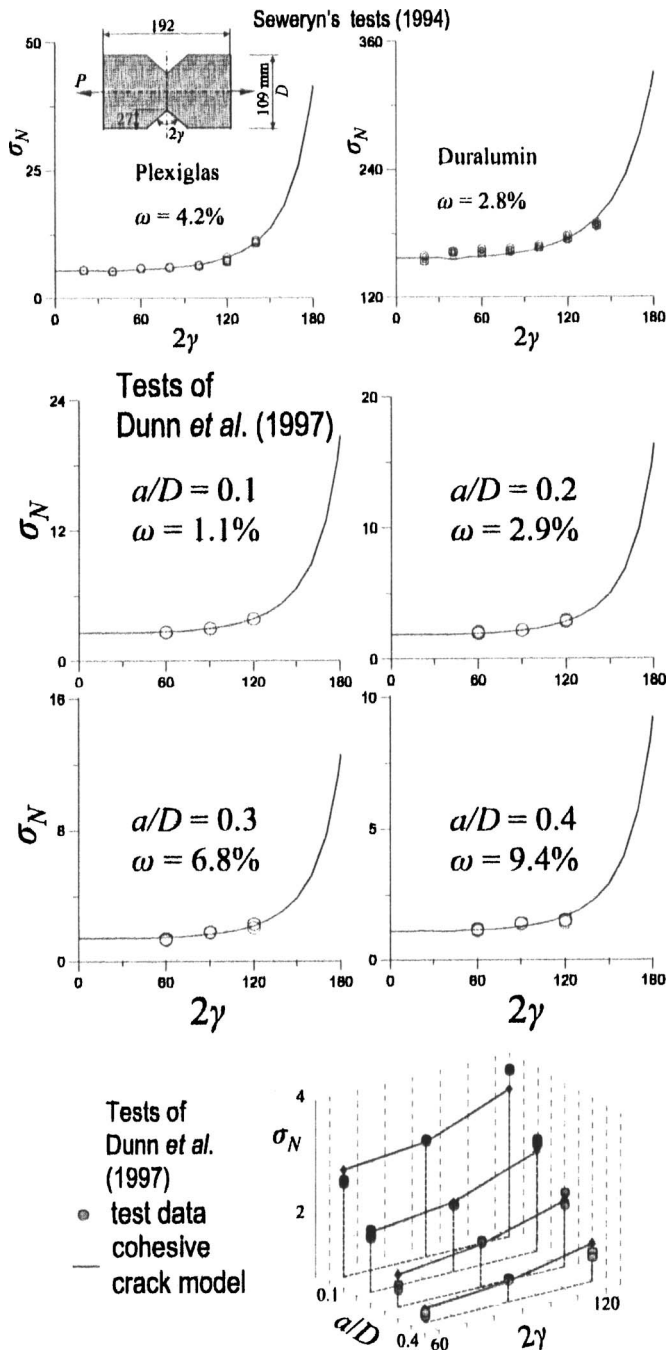 Seweryn's tests (1994)
192
50
25
0
σN
P
27
2γ
109 mm
D
Plexiglas
ω = 4.2%
0 60 120 180
2γ
360
240
120
σN
Duralumin
ω = 2.8%
0 60 120 180
2γ
Tests of
Dunn et al. (1997)
24
12
0
σN
a/D = 0.1
ω = 1.1%
0 60 120 180
20
10
0
a/D = 0.2
ω = 2.9%
0 60 120 180
16
8
0
σN
a/D = 0.3
ω = 6.8%
0 60 120 180
2γ
10
5
0
a/D = 0.4
ω = 9.4%
0 60 120 180
2γ
Tests of
Dunn et al.
(1997)
test data
cohesive
crack model
4
σN
2
0.1
a/D
0.4
60
2γ
120